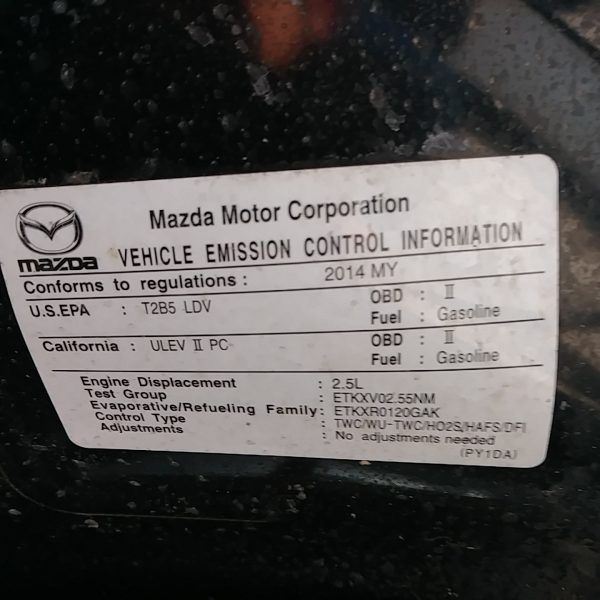 Mazda Motor Corporation
mazda VEHICLE EMISSION CONTROL INFORMATION
Conforms to regulations : 2014 MY
U.S.EPA : T2B5 LDV OBD : II
Fuel : Gasoline
California : ULEV II PC OBD : II
Fuel : Gasoline
Engine Displacement : 2.5L
Test Group : ETKXV02.55NM
Evaporative/Refueling Family: ETKXR0120GAK
Control Type : TWC/WU-TWC/HO2S/HAFS/DFI
Adjustments : No adjustments needed
(PY1DA)